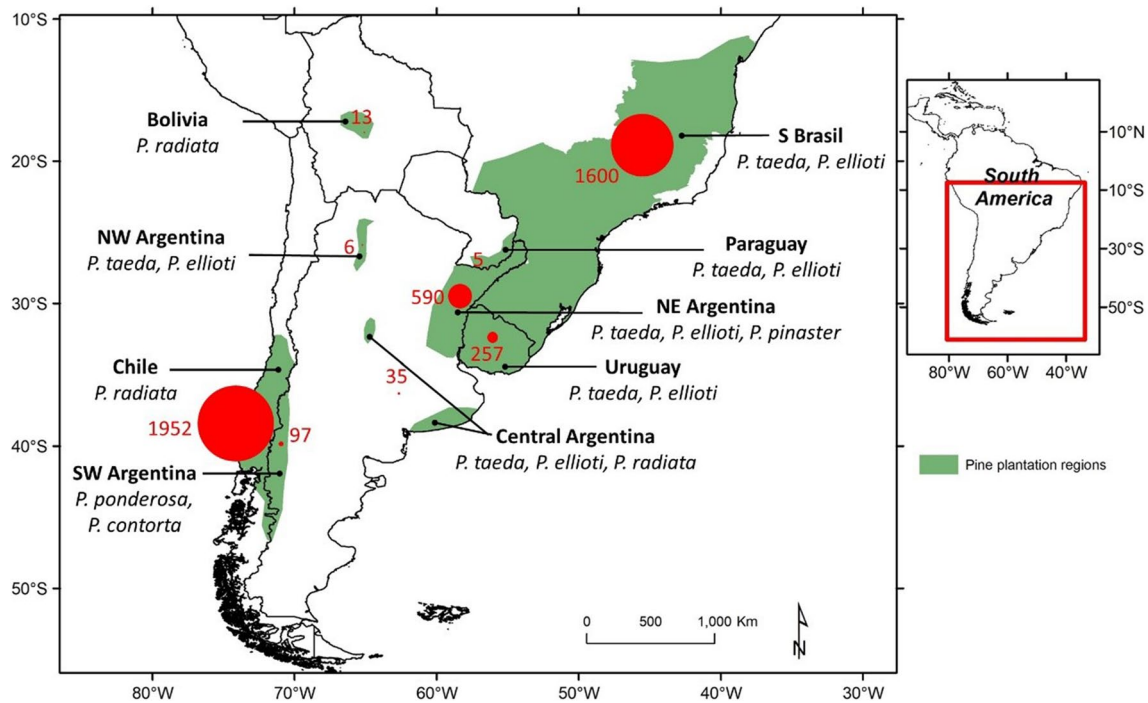 10°S
20°S
30°S
40°S
50°S
Bolivia
P. radiata
13
S Brasil
P. taeda, P. ellioti
1600
NW Argentina
P. taeda, P. ellioti
6
Paraguay
P. taeda, P. ellioti
5
590
NE Argentina
P. taeda, P. ellioti, P. pinaster
257
Uruguay
P. taeda, P. ellioti
Chile
P. radiata
35
1952
97
Central Argentina
P. taeda, P. ellioti, P. radiata
SW Argentina
P. ponderosa,
P. contorta
0 500 1,000 Km
N
80°W 70°W 60°W 50°W 40°W 30°W
South
America
10°N
10°S
30°S
50°S
80°W 60°W 40°W
Pine plantation regions